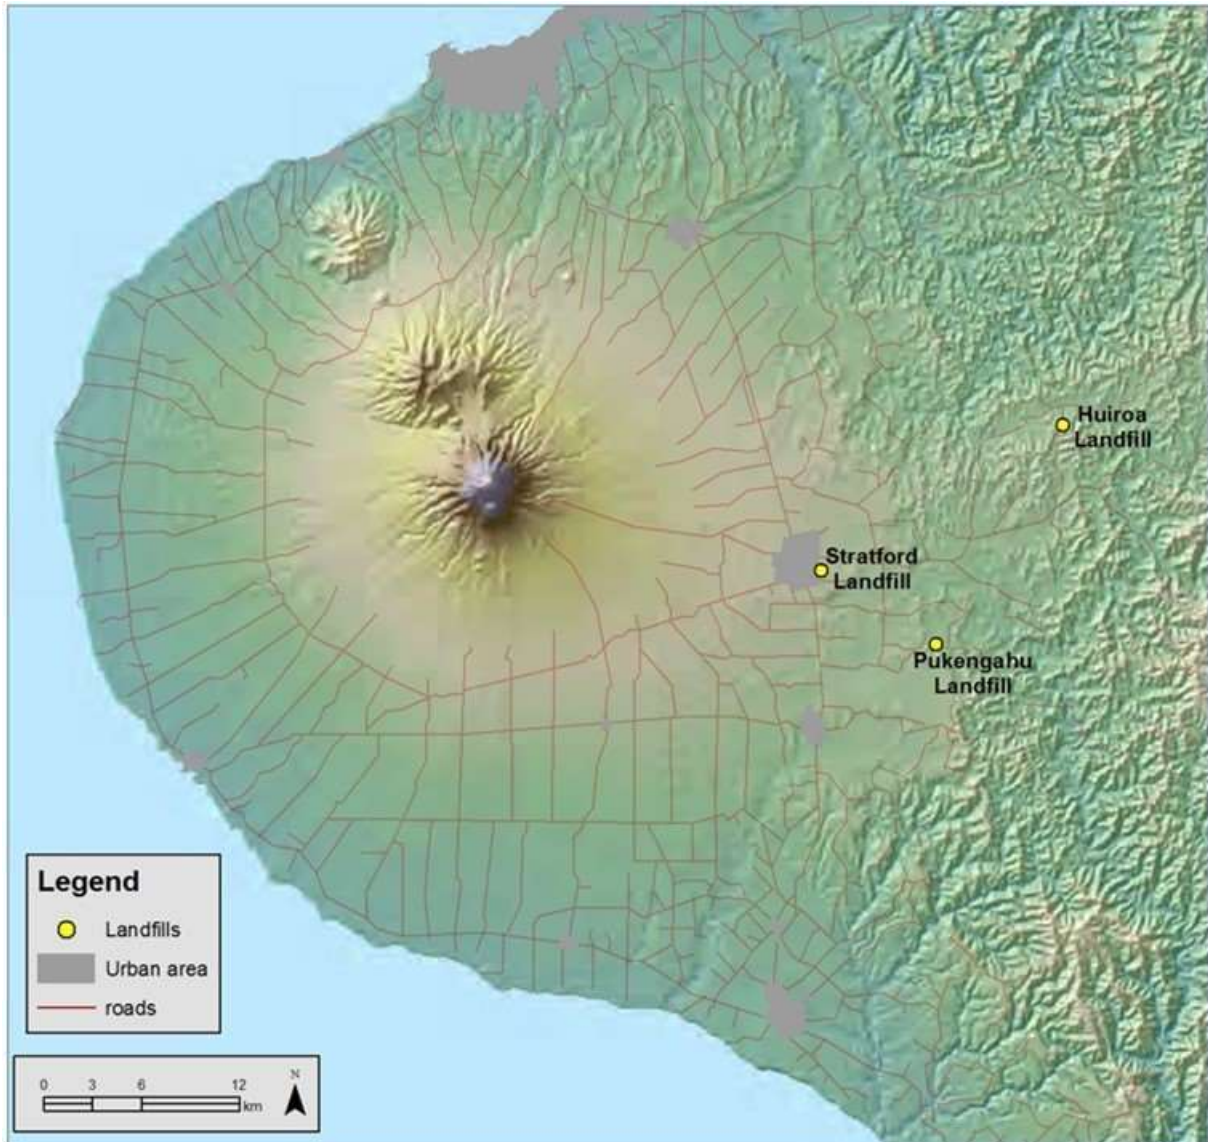 Huiroa
Landfill
Stratford
Landfill
Pukengahu
Landfill
Legend
Landfills
Urban area
roads
0 3 6 12
km
N